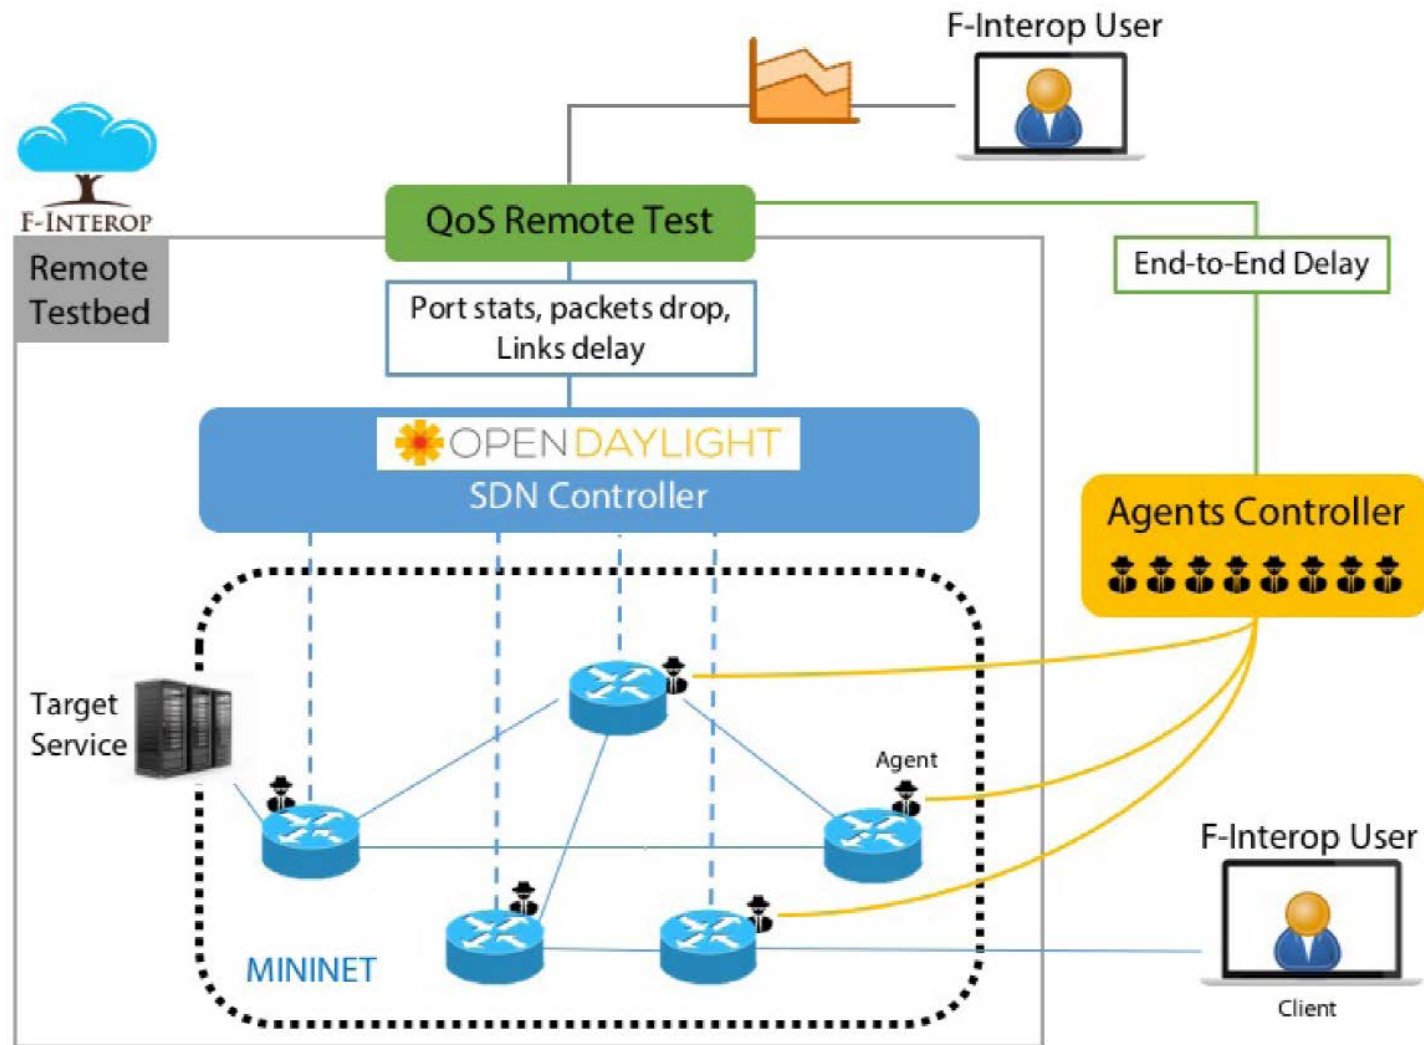 F-Interop User
F-INTEROP
Remote
Testbed
QoS Remote Test
End-to-End Delay
Port stats, packets drop,
Links delay
OPENDAYLIGHT
SDN Controller
Agents Controller
Target
Service
Agent
F-Interop User
MININET
Client